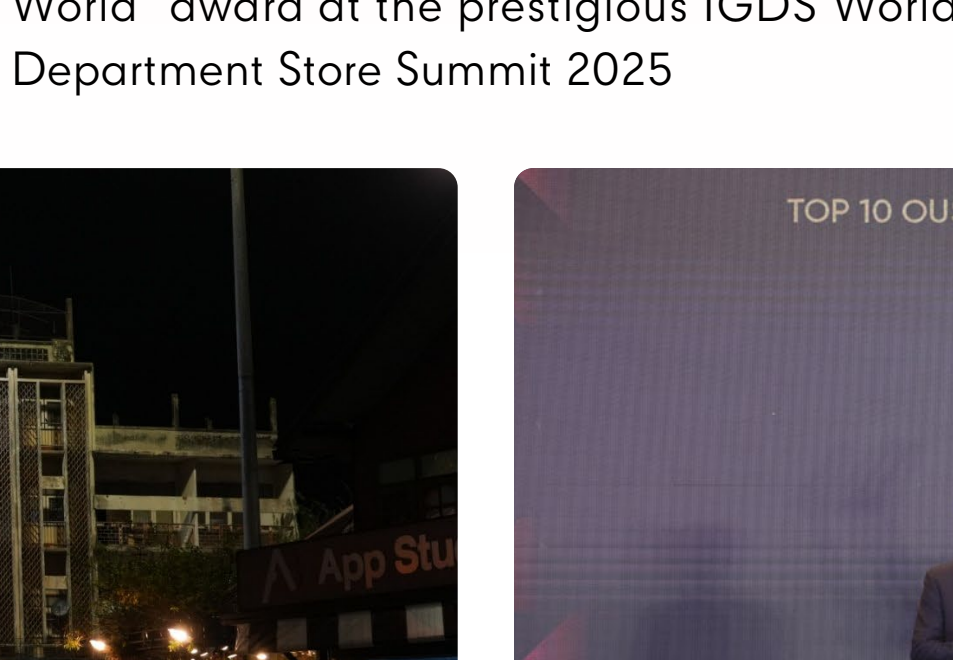 World" award at the prestigious IGDS World
Department Store Summit 2025
TOP 10 OU
App Stu